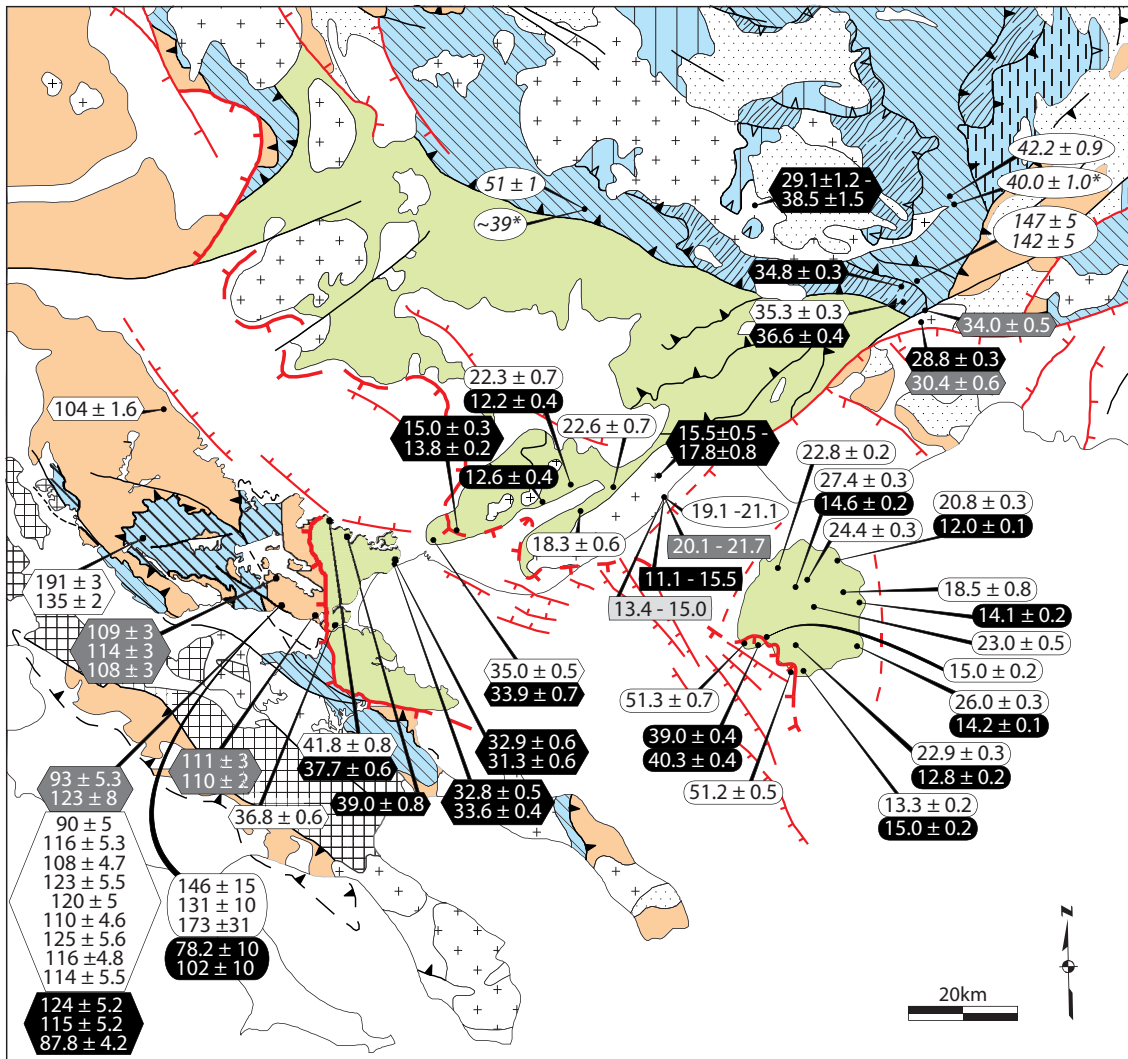 42.2 ± 0.9
40.0 ± 1.0*
147 ± 5
142 ± 5
51 ± 1
~39*
29.1±1.2 -
38.5 ±1.5
34.8 ± 0.3
35.3 ± 0.3
36.6 ± 0.4
34.0 ± 0.5
28.8 ± 0.3
30.4 ± 0.6
104 ± 1.6
22.3 ± 0.7
12.2 ± 0.4
15.0 ± 0.3
13.8 ± 0.2
22.6 ± 0.7
15.5±0.5 -
17.8±0.8
12.6 ± 0.4
22.8 ± 0.2
27.4 ± 0.3
14.6 ± 0.2
24.4 ± 0.3
20.8 ± 0.3
12.0 ± 0.1
19.1 -21.1
18.3 ± 0.6
20.1 - 21.7
11.1 - 15.5
13.4 - 15.0
18.5 ± 0.8
14.1 ± 0.2
23.0 ± 0.5
15.0 ± 0.2
191 ± 3
135 ± 2
109 ± 3
114 ± 3
108 ± 3
35.0 ± 0.5
33.9 ± 0.7
51.3 ± 0.7
26.0 ± 0.3
14.2 ± 0.1
39.0 ± 0.4
40.3 ± 0.4
22.9 ± 0.3
12.8 ± 0.2
51.2 ± 0.5
13.3 ± 0.2
15.0 ± 0.2
41.8 ± 0.8
37.7 ± 0.6
32.9 ± 0.6
31.3 ± 0.6
111 ± 3
110 ± 2
93 ± 5.3
123 ± 8
39.0 ± 0.8
32.8 ± 0.5
33.6 ± 0.4
36.8 ± 0.6
90 ± 5
116 ± 5.3
108 ± 4.7
123 ± 5.5
120 ± 5
110 ± 4.6
125 ± 5.6
116 ±4.8
114 ± 5.5
146 ± 15
131 ± 10
173 ±31
78.2 ± 10
102 ± 10
124 ± 5.2
115 ± 5.2
87.8 ± 4.2
N
20km